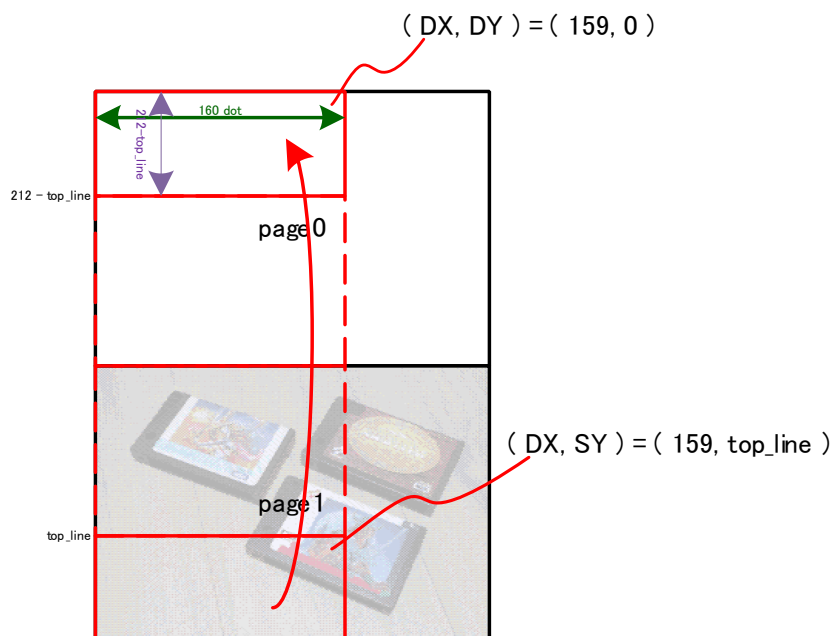 ( DX, DY ) = ( 159, 0 )
160 dot
212-top_line
212 - top_line
page0
( DX, SY ) = ( 159, top_line )
page1
top_line